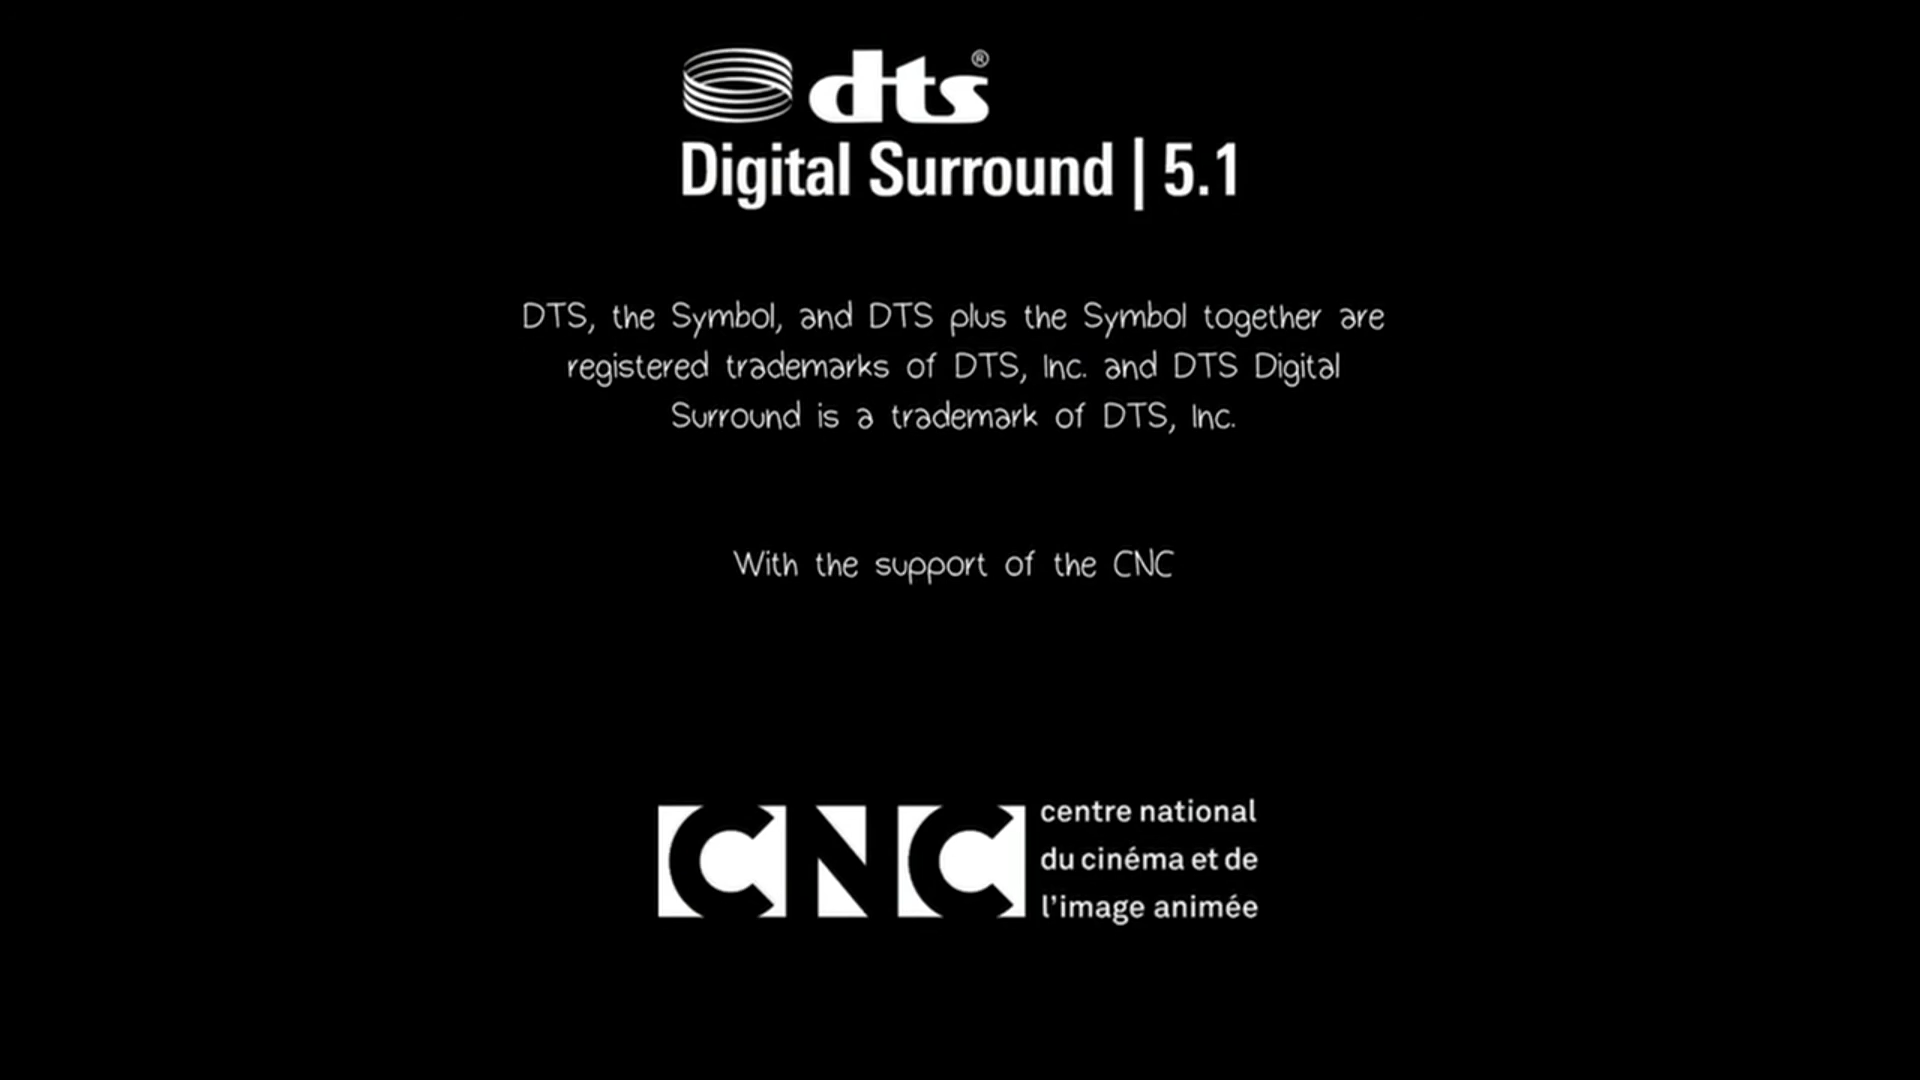 dts®
Digital Surround | 5.1
DTS, the Symbol, and DTS plus the Symbol together are
registered trademarks of DTS, Inc. and DTS Digital
Surround is a trademark of DTS, Inc.
With the support of the CNC
CNC
centre national
du cinéma et de
l'image animée